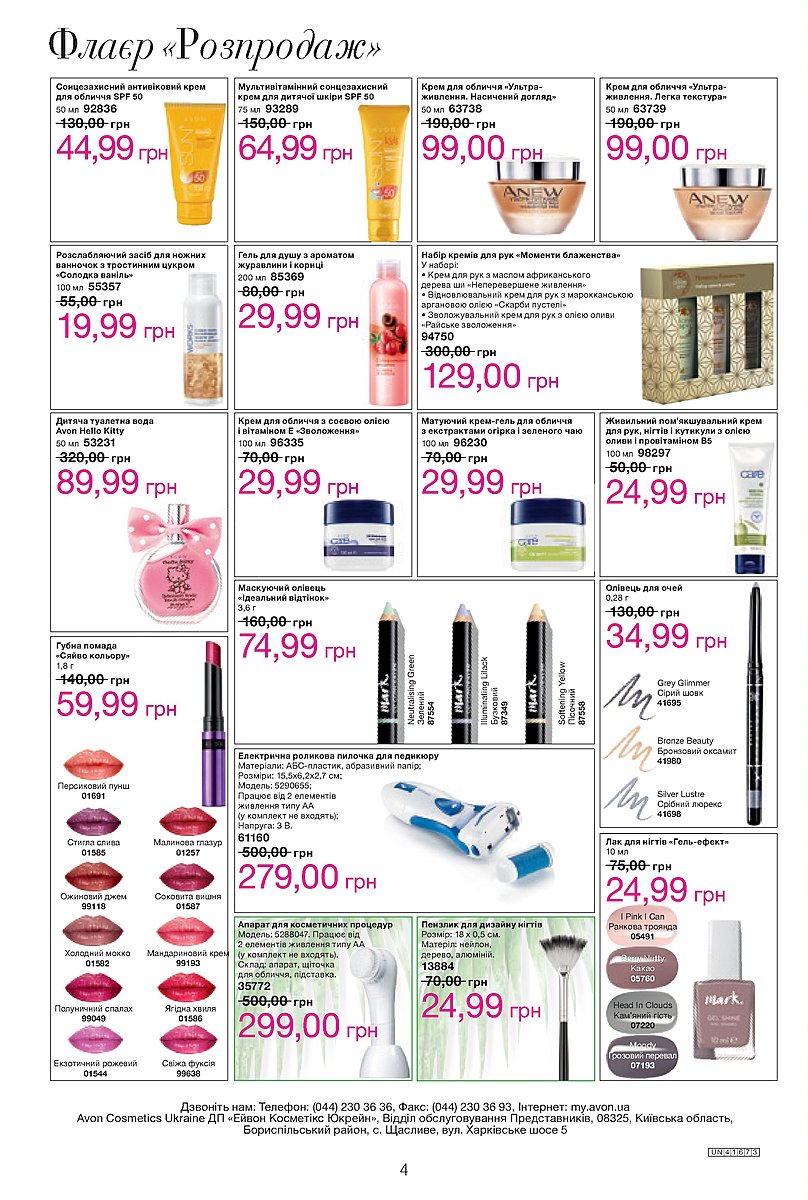 Флаєр «Розпродаж»
Сонцезахисний антивіковий крем
для обличчя SPF 50
50 мл 92836
130,00 грн
44,99 грн
Мультивітамінний сонцезахисний
крем для дитячої шкіри SPF 50
75 мл 93289
150,00 грн
64,99 грн
Крем для обличчя «Ультра-
живлення. Насичений догляд»
50 мл 63738
190,00 грн
99,00 грн
ANEW
Крем для обличчя «Ультра-
живлення. Легка текстура»
50 мл 63739
190,00 грн
99,00 грн
ANEW
Розслабляючий засіб для ножних
ванночок з тростинним цукром
«Солодка ваніль»
100 мл 55357
55,00 грн
19,99 грн
Гель для душу з ароматом
журавлини і кориці
200 мл 85369
80,00 грн
29,99 грн
Набір кремів для рук «Моменти блаженства»
У наборі:
• Крем для рук з маслом африканського
дерева ши «Неперевершене живлення»
• Відновлювальний крем для рук з марокканською
аргановою олією «Скарби пустелі»
• Зволожувальний крем для рук з олією оливи
«Райське зволоження»
94750
300,00 грн
129,00 грн
Дитяча туалетна вода
Avon Hello Kitty
50 мл 53231
320,00 грн
89,99 грн
Крем для обличчя з соєвою олією
і вітаміном Е «Зволоження»
100 мл 96335
70,00 грн
29,99 грн
care
Матуючий крем-гель для обличчя
з екстрактами огірка і зеленого чаю
100 мл 96230
70,00 грн
29,99 грн
care
Живильний пом'якшувальний крем
для рук, нігтів і кутикули з олією
оливи і провітаміном В5
100 мл 98297
50,00 грн
24,99 грн
care
Губна помада
«Сяйво кольору»
1,8 г
140,00 грн
59,99 грн
Персиковий пунш
01691
Стигла слива
01585
Малинова глазур
01257
Ожиновий джем
99118
Соковита вишня
01587
Холодний мокко
01582
Мандариновий крем
99193
Полуничний спалах
99049
Ягідка хвиля
01586
Екзотичний рожевий
01544
Свіжа фуксія
99638
Маскуючий олівець
«Ідеальний відтінок»
3,6 г
160,00 грн
74,99 грн
mark.
Neutralising Green
Зелений
87554
mark.
Illuminating Lilack
Бузковий
87349
mark.
Softening Yellow
Пісочний
87558
Олівець для очей
0,28 г
130,00 грн
34,99 грн
Grey Glimmer
Сірий шовк
41695
Bronze Beauty
Бронзовий оксамит
41980
Silver Lustre
Срібний люрекс
41698
Електрична роликова пилочка для педикюру
Матеріали: АБС-пластик, абразивний папір;
Розміри: 15,5х6,2х2,7 см;
Модель: 5290655;
Працює від 2 елементів
живлення типу АА
(у комплект не входять);
Напруга: 3 В.
61160
500,00 грн
279,00 грн
Апарат для косметичних процедур
Модель: 5288047. Працює від
2 елементів живлення типу АА
(у комплект не входять).
Склад: апарат, щіточка
для обличчя, підставка.
35772
500,00 грн
299,00 грн
Пензлик для дизайну нігтів
Розмір: 18 х 0,5 см.
Матеріл: нейлон,
дерево, алюміній.
13884
70,00 грн
24,99 грн
Лак для нігтів «Гель-ефект»
10 мл
75,00 грн
24,99 грн
I Pink I Can
Ранкова троянда
05491
Berry Nutty
Какао
05760
Head In Clouds
Кам'яний гість
07220
Moody
Грозовий перевал
07193
mark.
GEL SHINE
10 ml e
Дзвоніть нам: Телефон: (044) 230 36 36, Факс: (044) 230 36 93, Інтернет: my.avon.ua
Avon Cosmetics Ukraine ДП «Ейвон Косметікс Юкрейн», Відділ обслуговування Представників, 08325, Київська область,
Бориспільський район, с. Щасливе, вул. Харківське шосе 5
UN41673
4